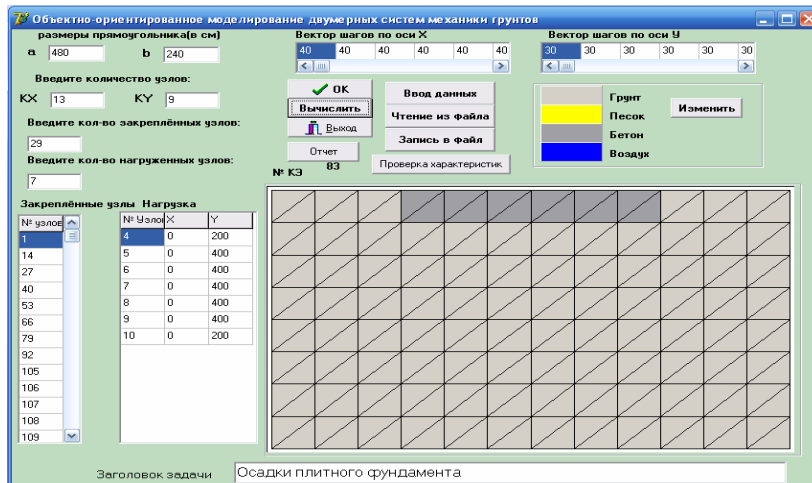 Объектно-ориентированное моделирование двумерных систем механики грунтов
размеры прямоугольника(в см)
a 480 b 240
Введите количество узлов:
KX 13 KY 9
Введите кол-во закреплённых узлов:
29
Введите кол-во нагруженных узлов:
7
Вектор шагов по оси X
40 40 40 40 40 40
Вектор шагов по оси У
30 30 30 30 30 30
OK
Вычислить
Выход
Отчет
Ввод данных
Чтение из файла
Запись в файл
Проверка характеристик
Грунт
Песок
Бетон
Воздух
Изменить
№ КЭ 83
Закреплённые узлы Нагрузка
№ узлов
1
14
27
40
53
66
79
92
105
106
107
108
109
№ Узлов X Y
4 0 200
5 0 400
6 0 400
7 0 400
8 0 400
9 0 400
10 0 200
Заголовок задачи Осадки плитного фундамента